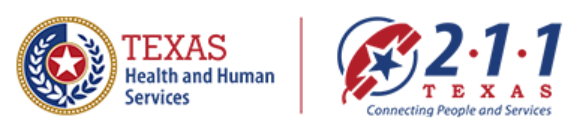 TEXAS
Health and Human
Services
2·1·1
TEXAS
Connecting People and Services